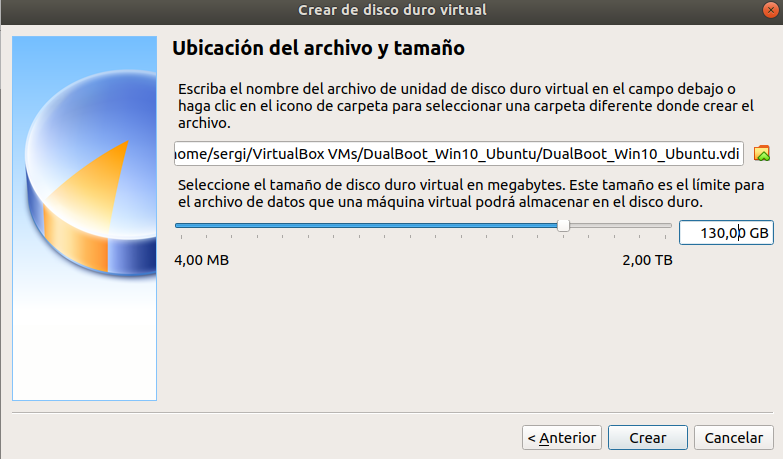 Crear de disco duro virtual
Ubicación del archivo y tamaño
Escriba el nombre del archivo de unidad de disco duro virtual en el campo debajo o
haga clic en el icono de carpeta para seleccionar una carpeta diferente donde crear el
archivo.
home/sergi/VirtualBox VMs/DualBoot_Win10_Ubuntu/DualBoot_Win10_Ubuntu.vdi
Seleccione el tamaño de disco duro virtual en megabytes. Este tamaño es el límite para
el archivo de datos que una máquina virtual podrá almacenar en el disco duro.
130,00 GB
4,00 MB
2,00 TB
< Anterior
Crear
Cancelar